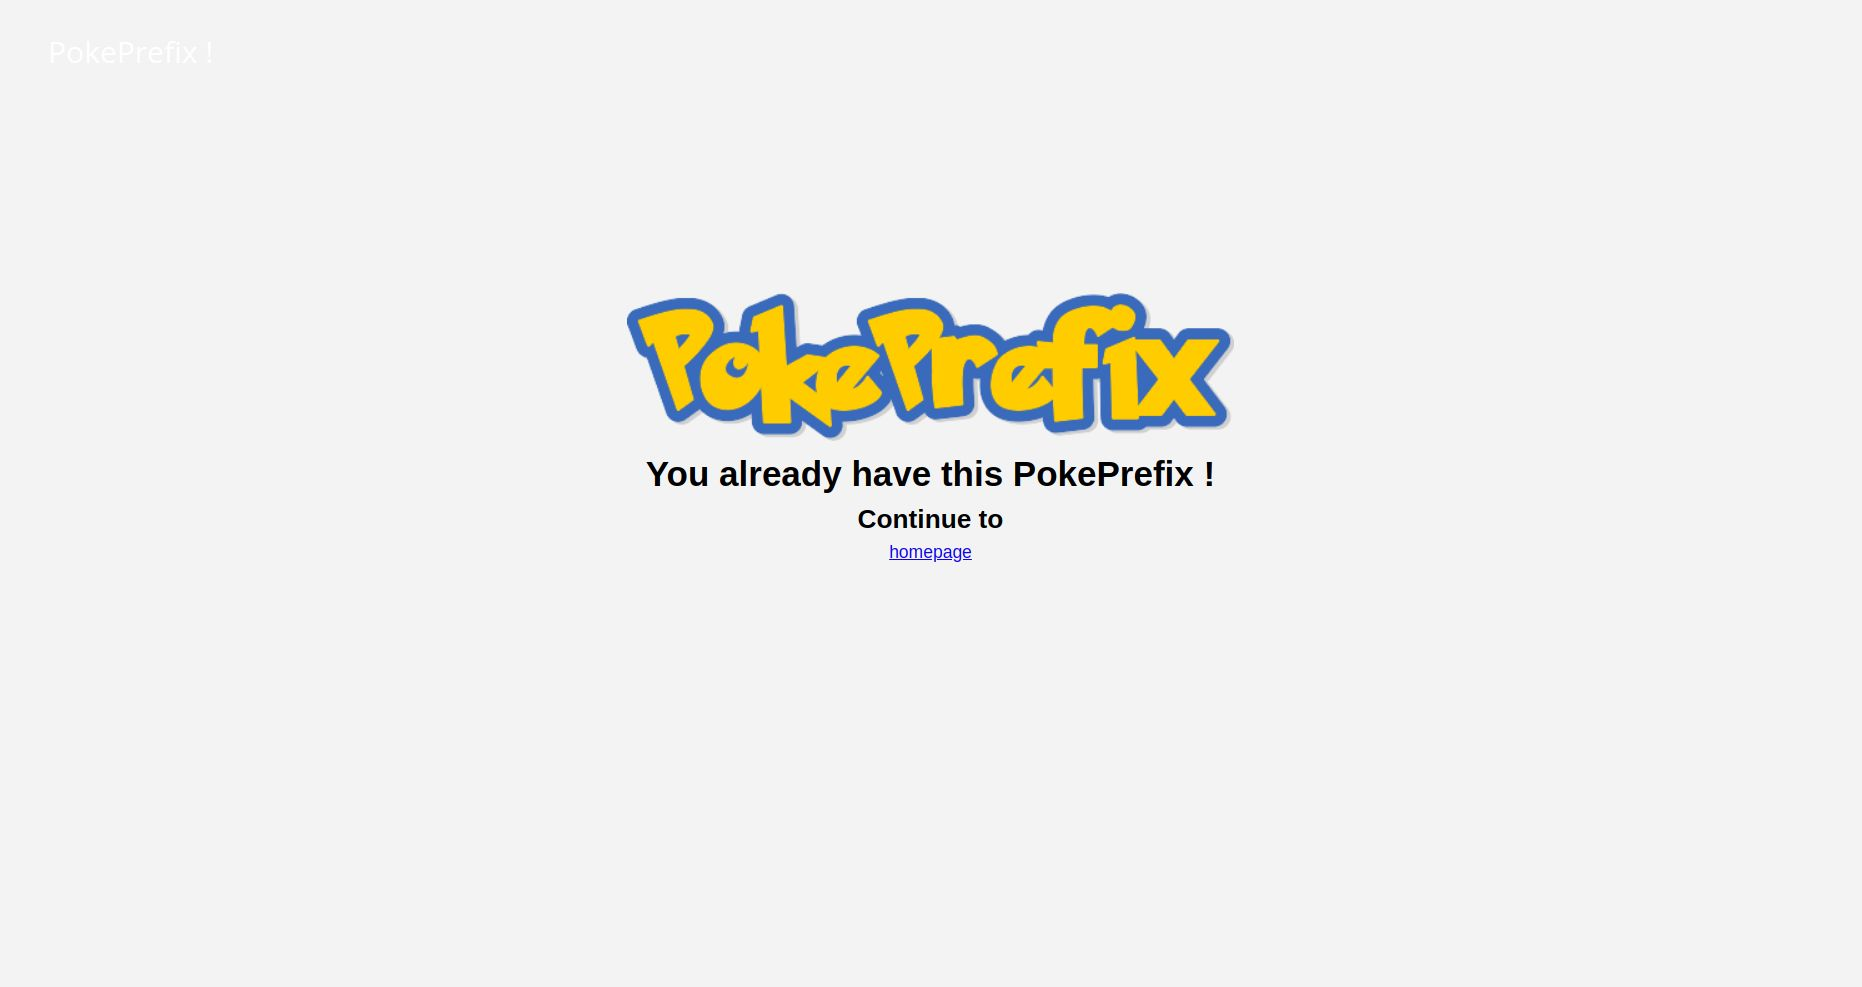 PokePrefix !
PokePrefix
You already have this PokePrefix !
Continue to
homepage